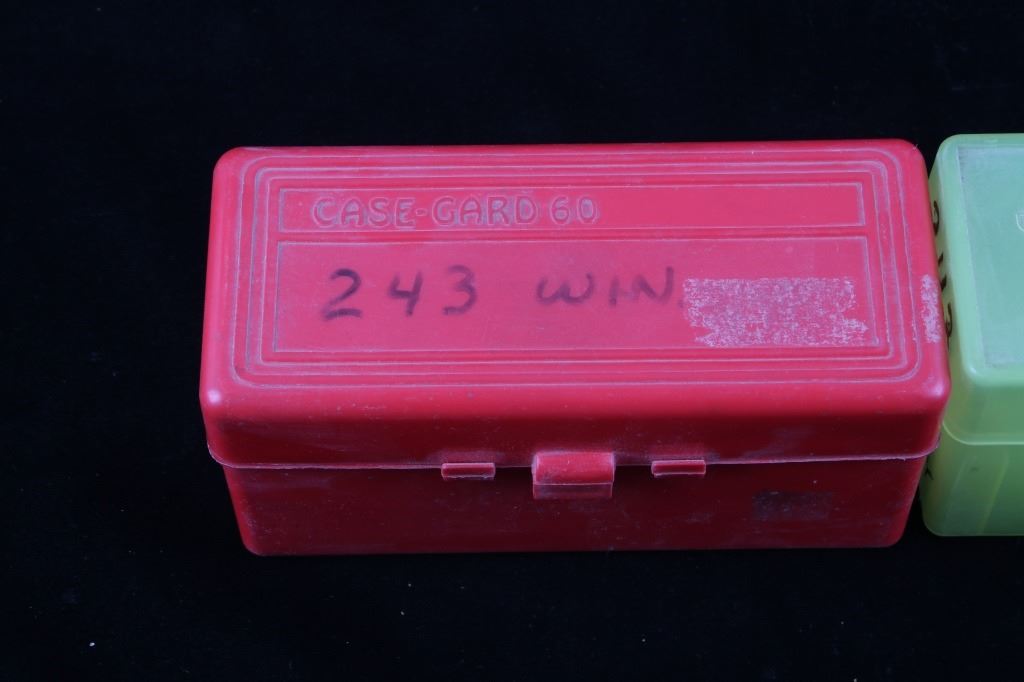 CASE-GARD 60
243 WIN.